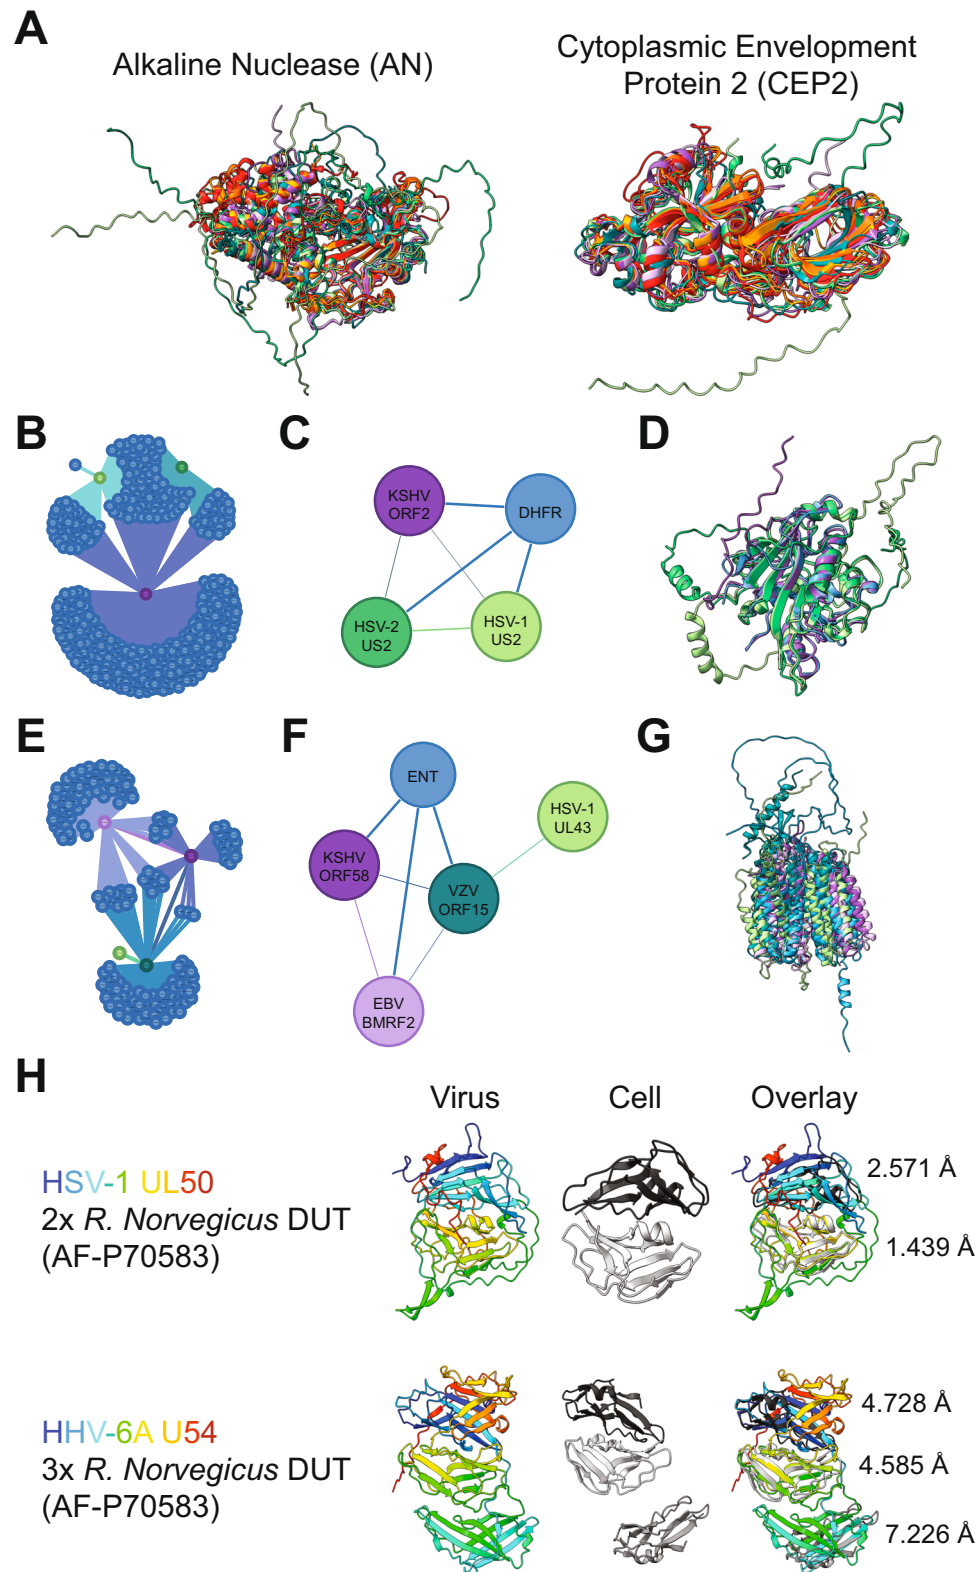 A
Alkaline Nuclease (AN)
Cytoplasmic Envelopment
Protein 2 (CEP2)
B
C
KSHV
ORF2
DHFR
HSV-2
US2
HSV-1
US2
D
E
F
ENT
HSV-1
UL43
KSHV
ORF58
VZV
ORF15
EBV
BMRF2
G
H
Virus
Cell
Overlay
HSV-1 UL50
2x R. Norvegicus DUT
(AF-P70583)
2.571 Å
1.439 Å
HHV-6A U54
3x R. Norvegicus DUT
(AF-P70583)
4.728 Å
4.585 Å
7.226 Å